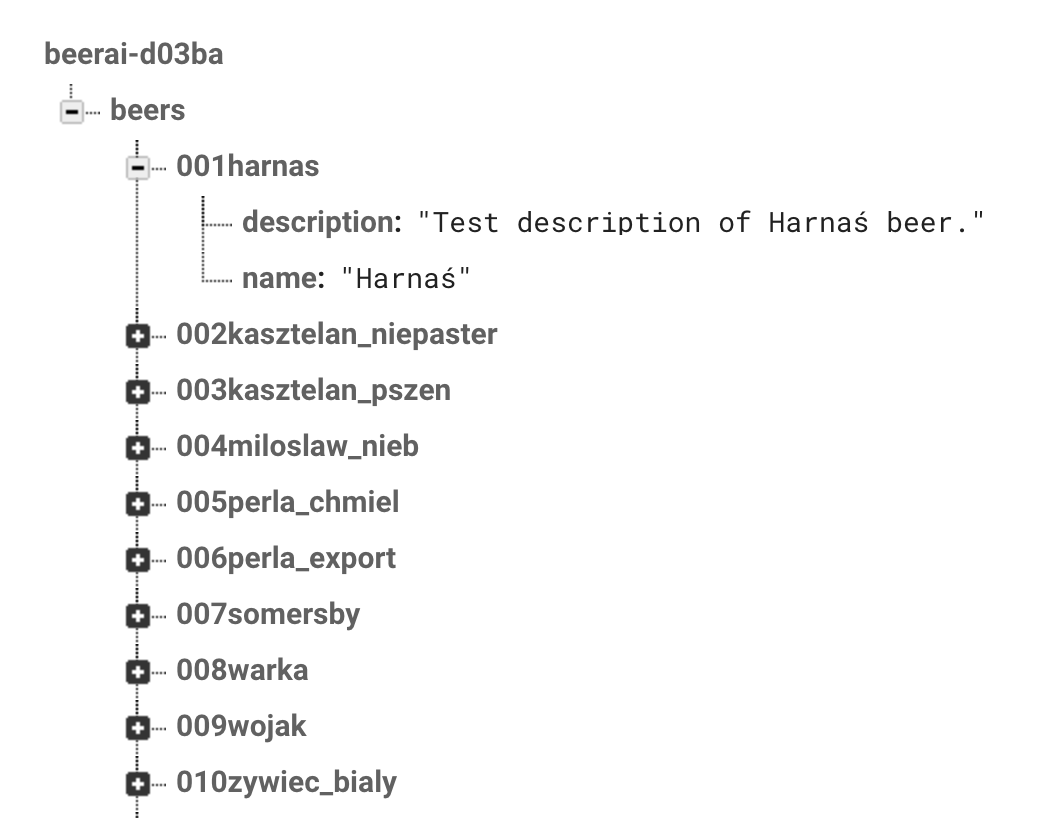 beerai-d03ba
beers
001harnas
description: "Test description of Harnaś beer."
name: "Harnaś"
002kasztelan_niepaster
003kasztelan_pszen
004miloslaw_nieb
005perla_chmiel
006perla_export
007somersby
008warka
009wojak
010zywiec_bialy